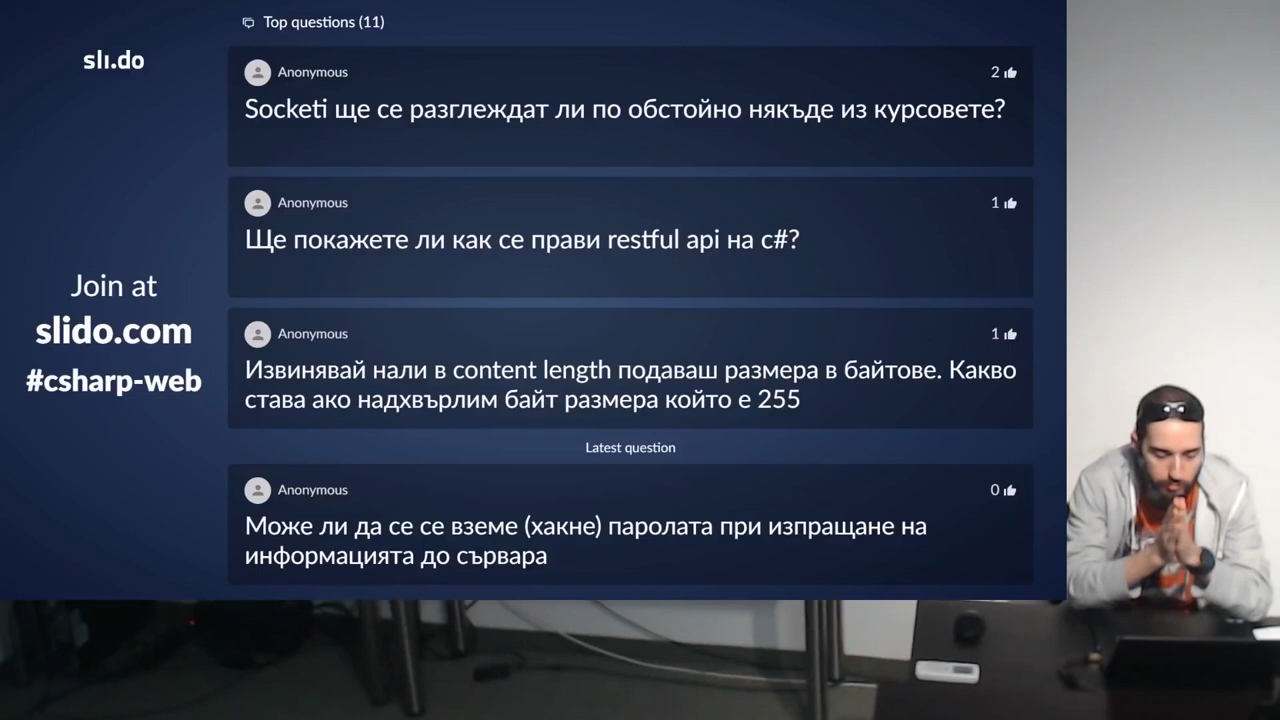 Top questions (11)
sli.do
Anonymous
2
Socketi ще се разглеждат ли по обстойно някъде из курсовете?
Anonymous
1
Ще покажете ли как се прави restful api на c#?
Join at
slido.com
#csharp-web
Anonymous
1
Извинявай нали в content length подаваш размера в байтове. Какво
става ако надхвърлим байт размера който е 255
Latest question
Anonymous
0
Може ли да се се вземе (хакне) паролата при изпращане на
информацията до сървара